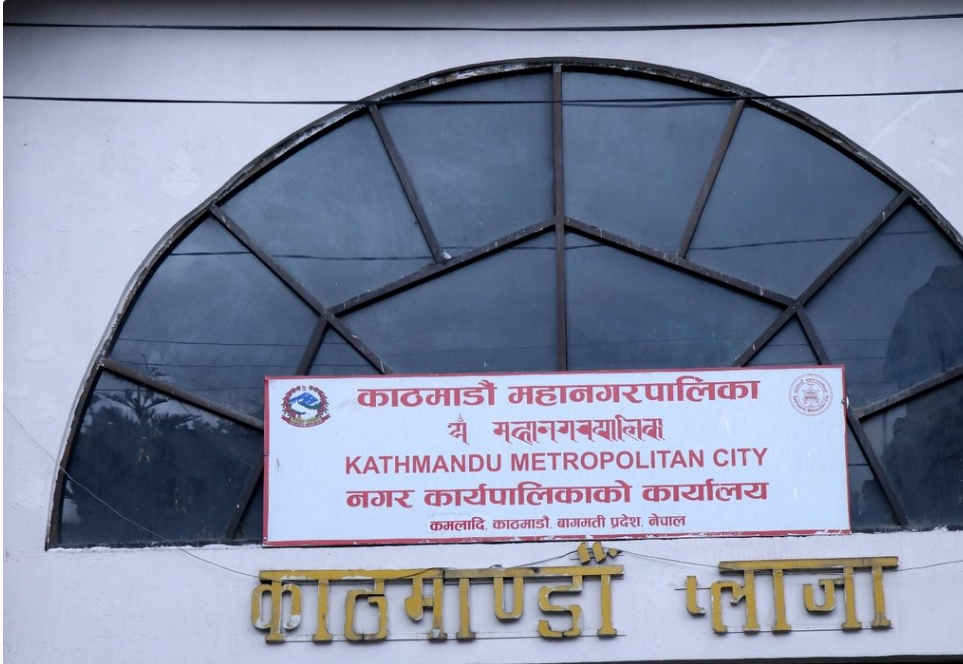 काठमाडौं महानगरपालिका
KATHMANDU METROPOLITAN CITY
नगर कार्यपालिकाको कार्यालय
कमलादि, काठमाडौं, बागमती प्रदेश, नेपाल
काठमाण्डौं प्लाजा